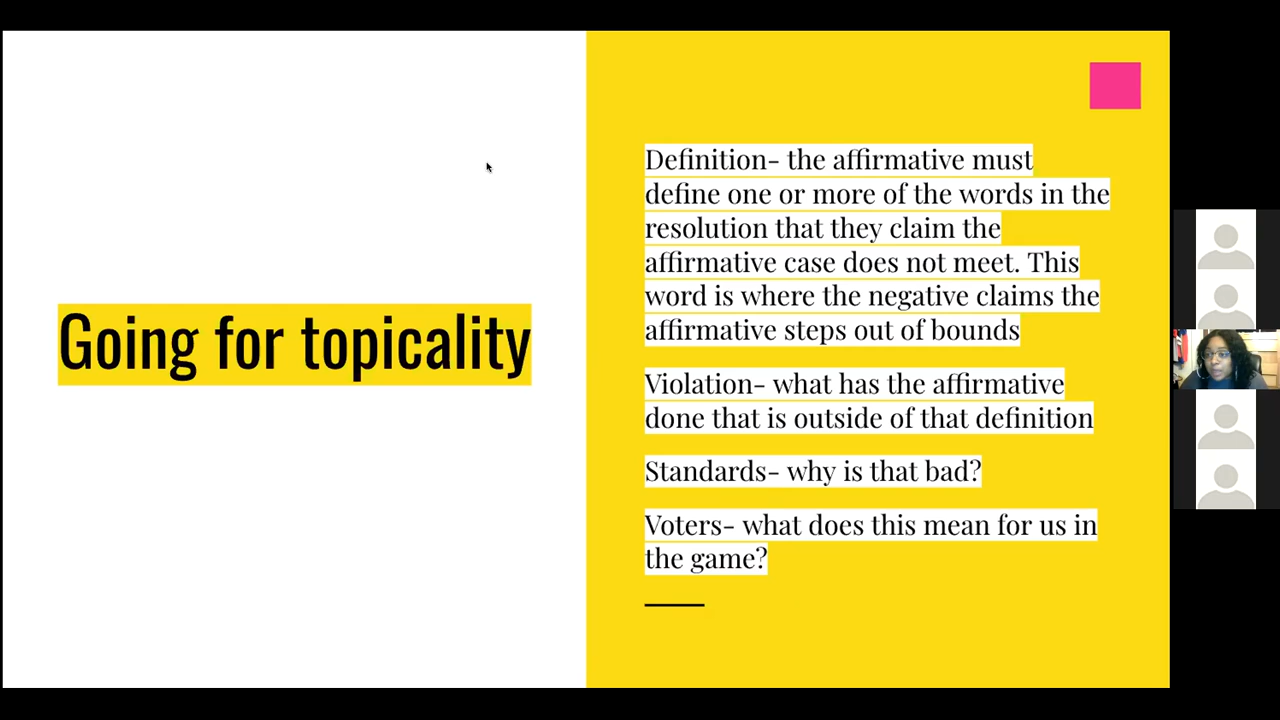 Going for topicality
Definition- the affirmative must
define one or more of the words in the
resolution that they claim the
affirmative case does not meet. This
word is where the negative claims the
affirmative steps out of bounds
Violation- what has the affirmative
done that is outside of that definition
Standards- why is that bad?
Voters- what does this mean for us in
the game?